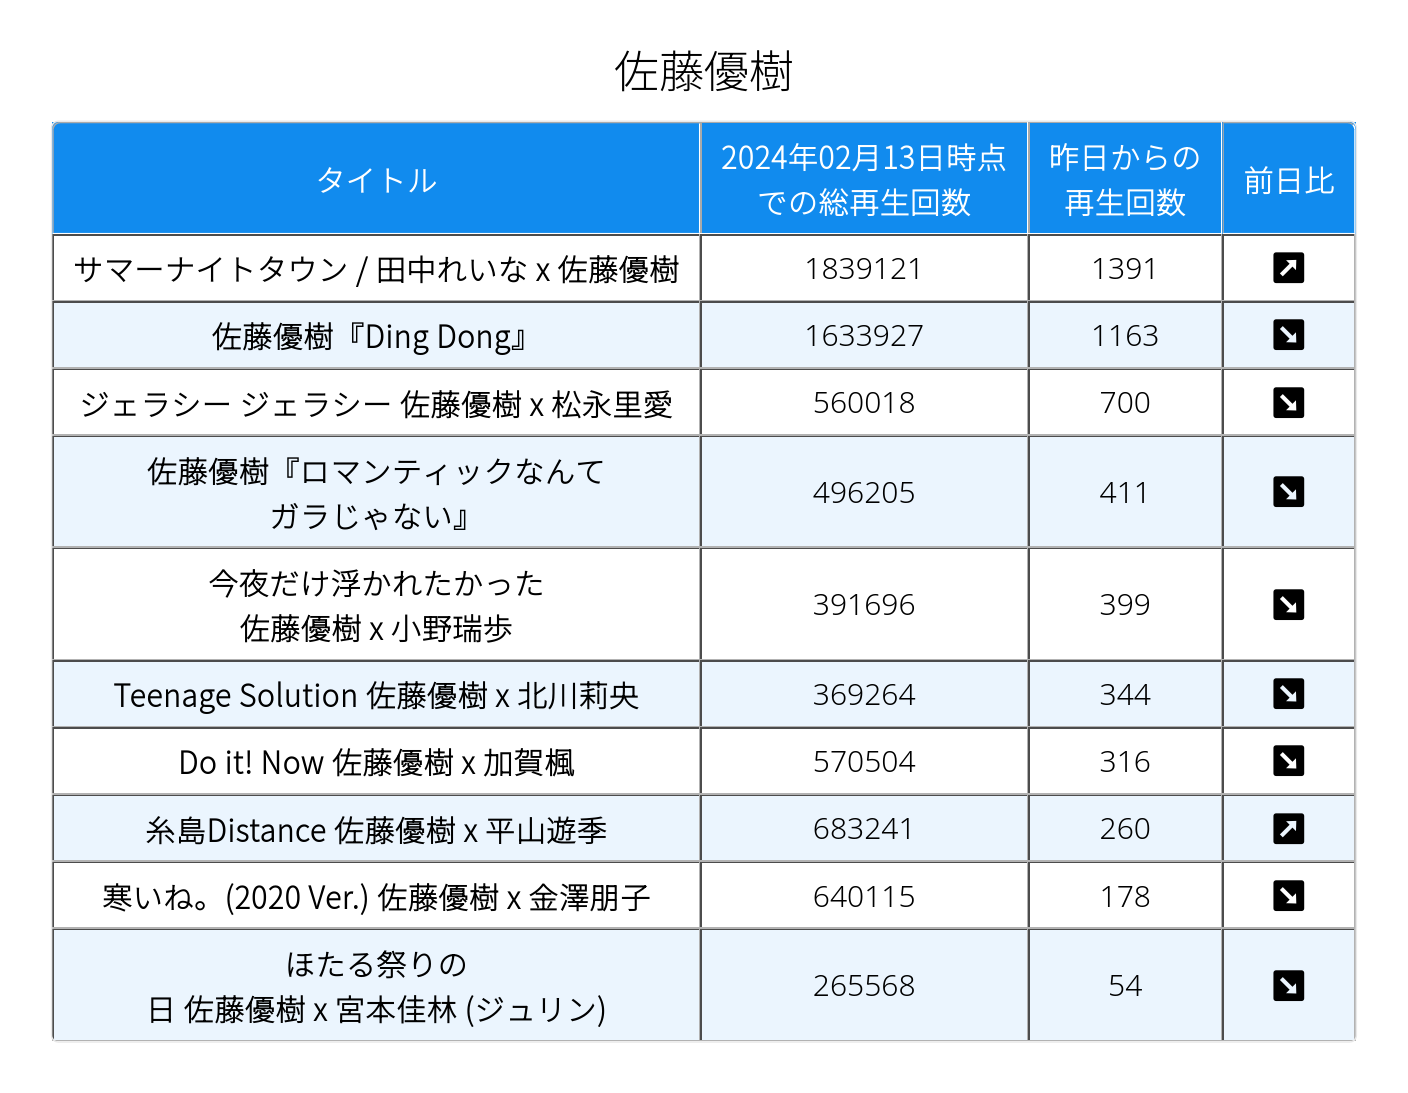 佐藤優樹
タイトル
2024年02月13日時点
での総再生回数
昨日からの
再生回数
前日比
サマーナイトタウン / 田中れいな x 佐藤優樹
1839121
1391
佐藤優樹『Ding Dong』
1633927
1163
ジェラシー ジェラシー 佐藤優樹 x 松永里愛
560018
700
佐藤優樹『ロマンティックなんて
ガラじゃない』
496205
411
今夜だけ浮かれたかった
佐藤優樹 x 小野瑞歩
391696
399
Teenage Solution 佐藤優樹 x 北川莉央
369264
344
Do it! Now 佐藤優樹 x 加賀楓
570504
316
糸島Distance 佐藤優樹 x 平山遊季
683241
260
寒いね。(2020 Ver.) 佐藤優樹 x 金澤朋子
640115
178
ほたる祭りの
日 佐藤優樹 x 宮本佳林 (ジュリン)
265568
54